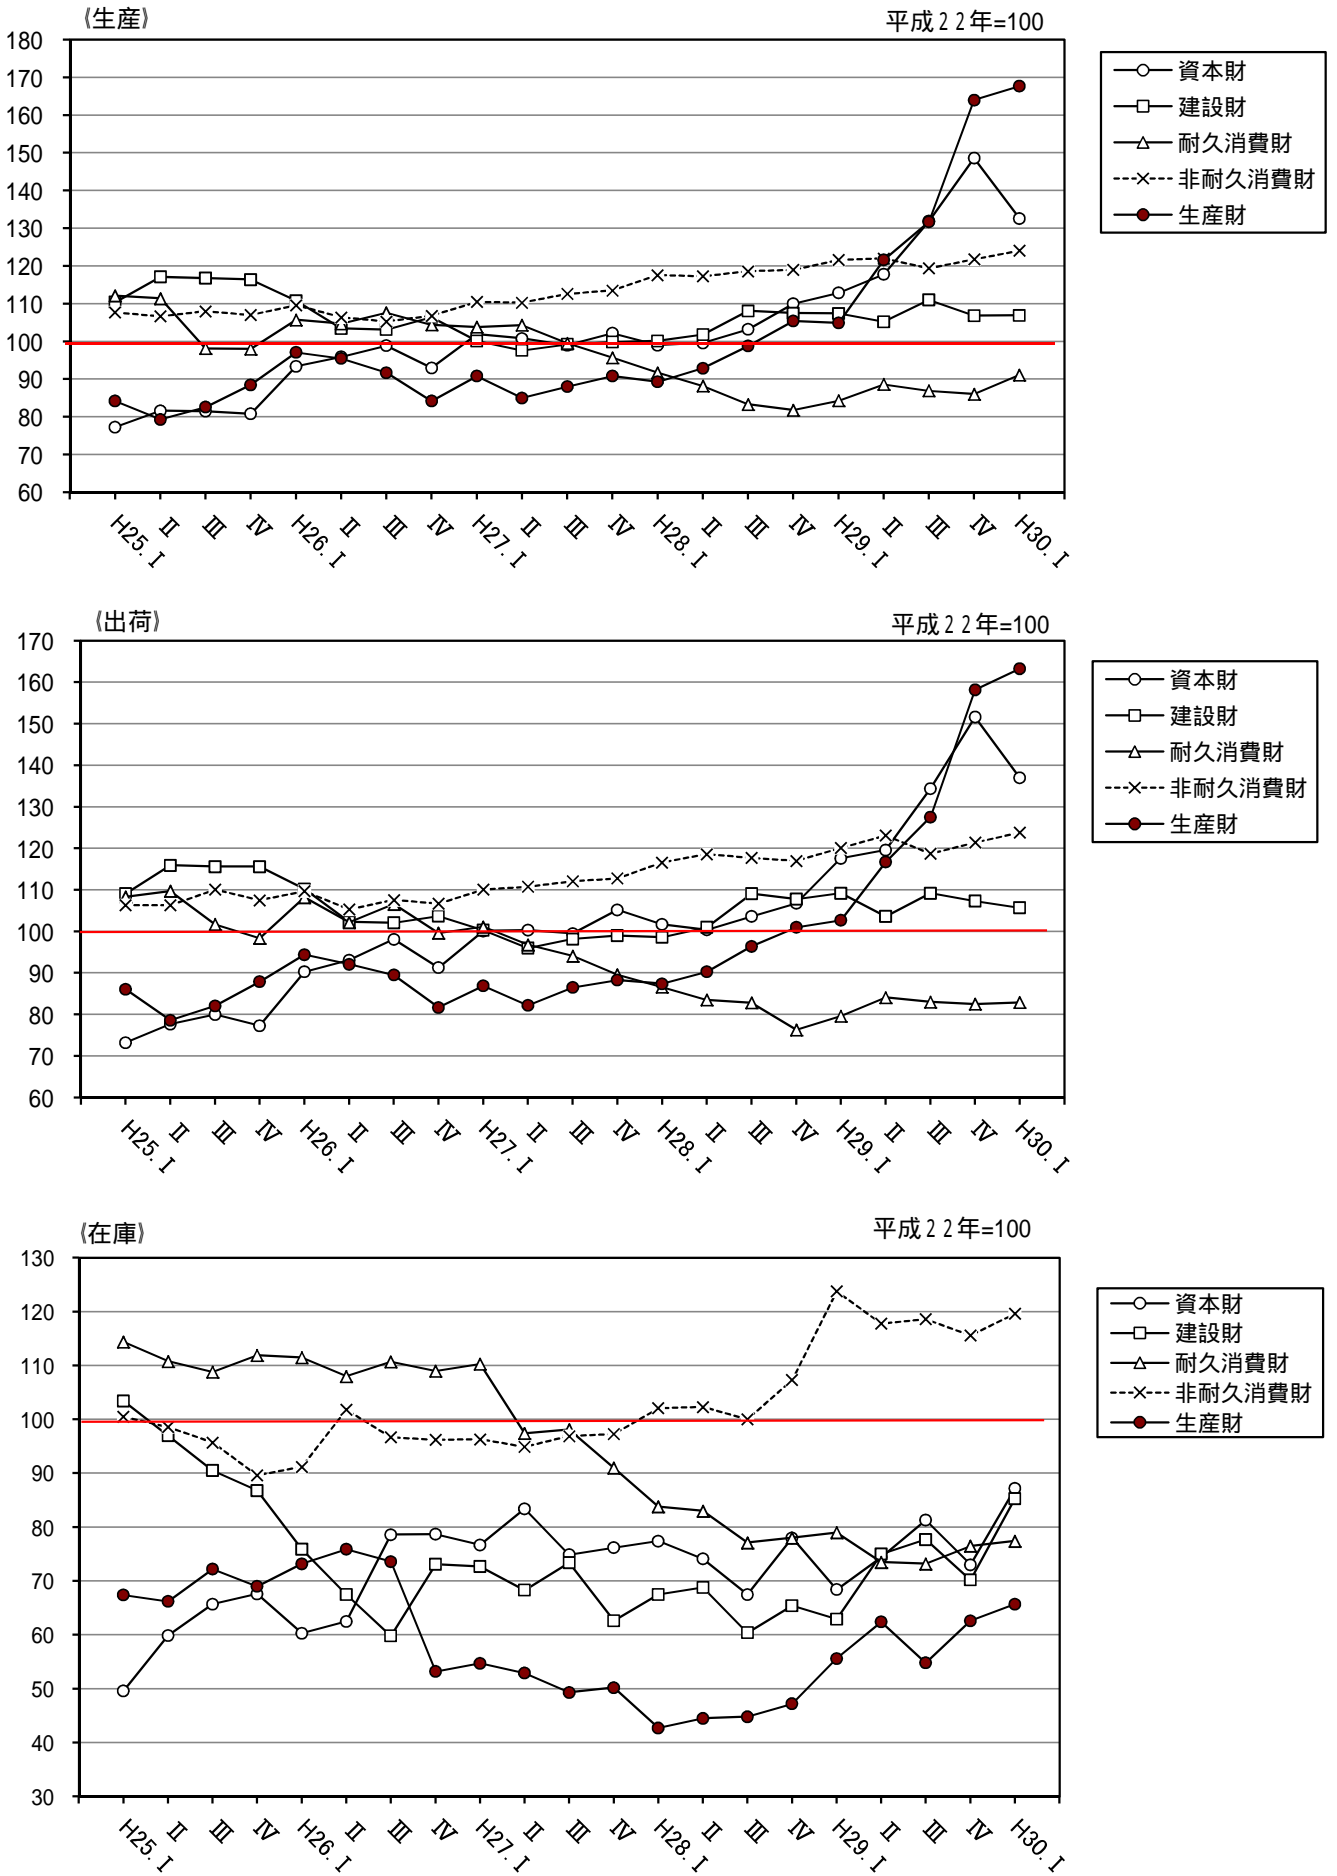 《生産》
平成２２年=100
180
170
160
150
140
130
120
110
100
90
80
70
60
H25.Ⅰ Ⅱ Ⅲ Ⅳ H26.Ⅰ Ⅱ Ⅲ Ⅳ H27.Ⅰ Ⅱ Ⅲ Ⅳ H28.Ⅰ Ⅱ Ⅲ Ⅳ H29.Ⅰ Ⅱ Ⅲ Ⅳ H30.Ⅰ
資本財
建設財
耐久消費財
非耐久消費財
生産財
《出荷》
平成２２年=100
170
160
150
140
130
120
110
100
90
80
70
60
H25.Ⅰ Ⅱ Ⅲ Ⅳ H26.Ⅰ Ⅱ Ⅲ Ⅳ H27.Ⅰ Ⅱ Ⅲ Ⅳ H28.Ⅰ Ⅱ Ⅲ Ⅳ H29.Ⅰ Ⅱ Ⅲ Ⅳ H30.Ⅰ
資本財
建設財
耐久消費財
非耐久消費財
生産財
《在庫》
平成２２年=100
130
120
110
100
90
80
70
60
50
40
30
H25.Ⅰ Ⅱ Ⅲ Ⅳ H26.Ⅰ Ⅱ Ⅲ Ⅳ H27.Ⅰ Ⅱ Ⅲ Ⅳ H28.Ⅰ Ⅱ Ⅲ Ⅳ H29.Ⅰ Ⅱ Ⅲ Ⅳ H30.Ⅰ
資本財
建設財
耐久消費財
非耐久消費財
生産財